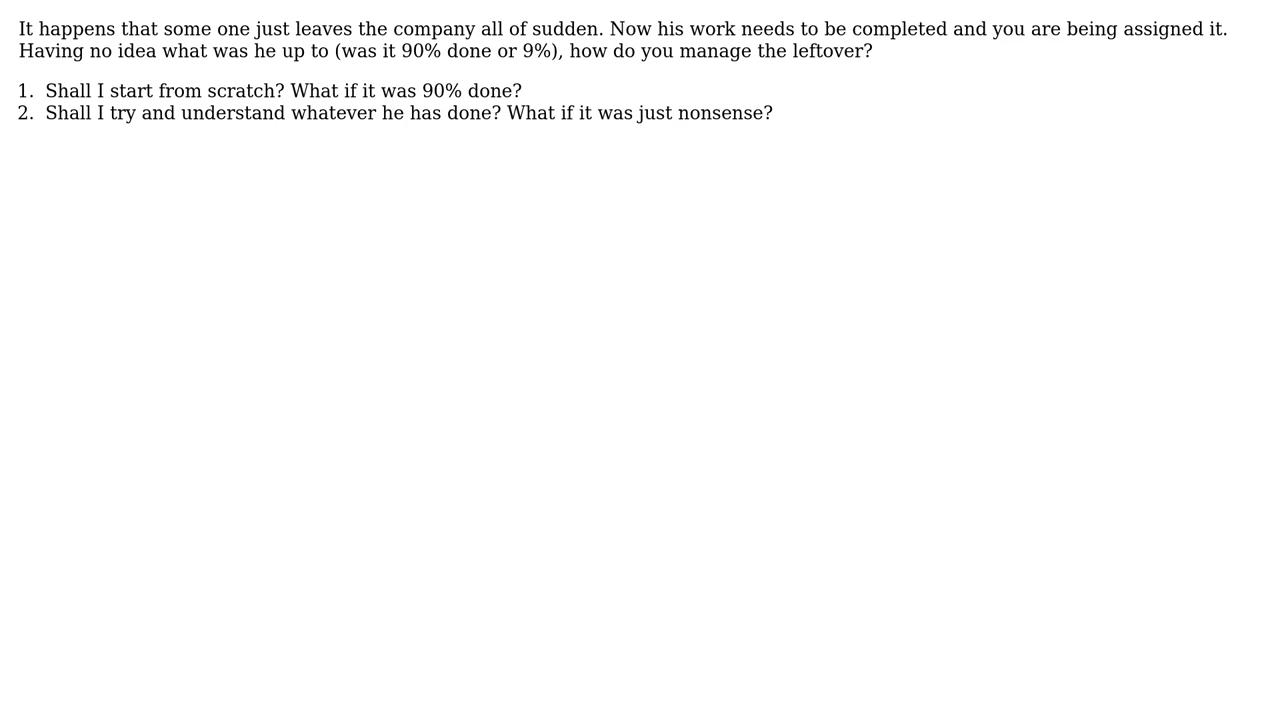 It happens that some one just leaves the company all of sudden. Now his work needs to be completed and you are being assigned it.
Having no idea what was he up to (was it 90% done or 9%), how do you manage the leftover?
1. Shall I start from scratch? What if it was 90% done?
2. Shall I try and understand whatever he has done? What if it was just nonsense?